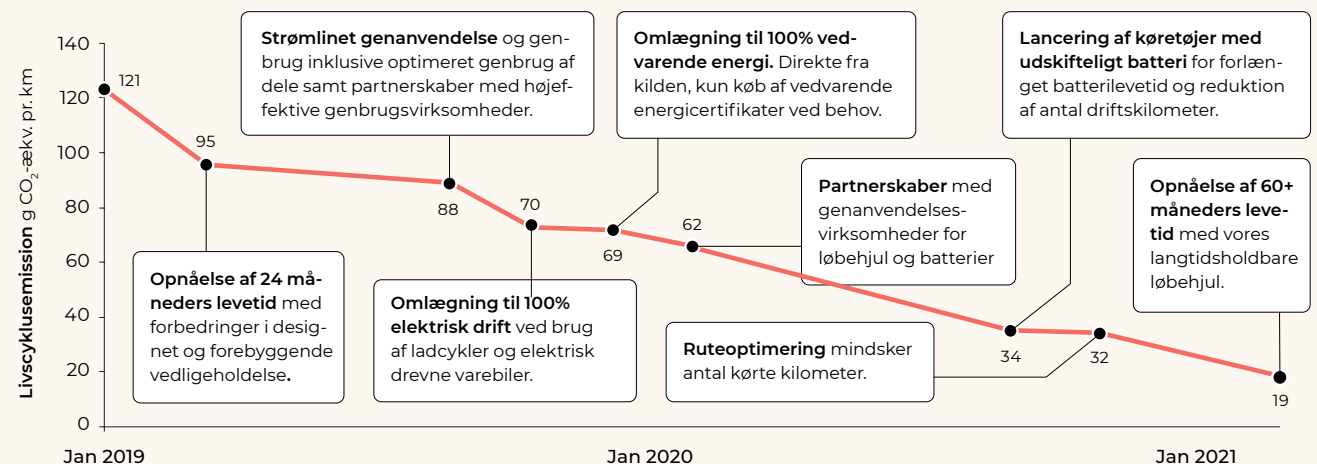 Livscyklusemission g CO₂-ækv. pr. km
140
120
100
80
60
40
20
0
Jan 2019
Jan 2020
Jan 2021
121
95
88
70
69
62
34
32
19
Opnåelse af 24 må-
neders levetid med
forbedringer i desig-
net og forebyggende
vedligeholdelse.
Strømlinet genanvendelse og gen-
brug inklusive optimeret genbrug af
dele samt partnerskaber med højef-
fektive genbrugsvirksomheder.
Omlægning til 100%
elektrisk drift ved brug
af ladcykler og elektrisk
drevne varebiler.
Omlægning til 100% ved-
varende energi. Direkte fra
kilden, kun køb af vedvarende
energicertifikater ved behov.
Partnerskaber med
genanvendelses-
virksomheder for
løbehjul og batterier
Lancering af køretøjer med
udskifteligt batteri for forlæn-
get batterilevetid og reduktion
af antal driftskilometer.
Ruteoptimering mindsker
antal kørte kilometer.
Opnåelse af 60+
måneders leve-
tid med vores
langtidsholdbare
løbehjul.